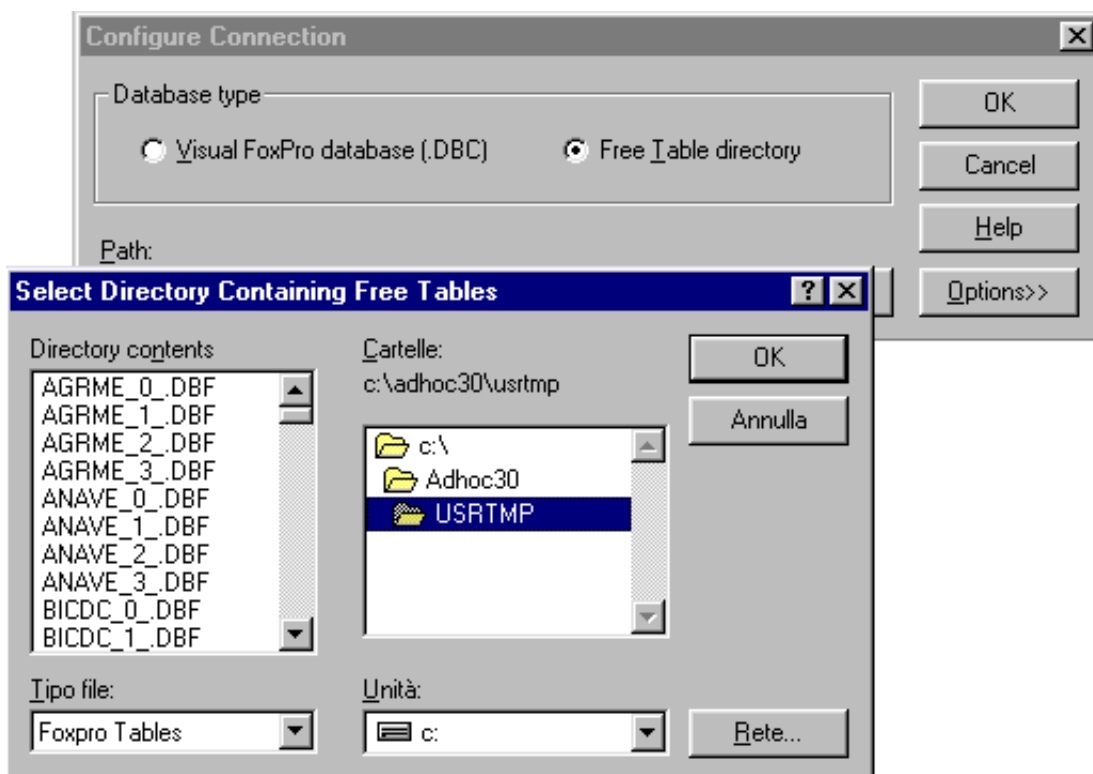 Configure Connection
Database type
Visual FoxPro database (.DBC)
Free Table directory
OK
Cancel
Help
Options>>
Path:
Select Directory Containing Free Tables
Directory contents
AGRME_0_.DBF
AGRME_1_.DBF
AGRME_2_.DBF
AGRME_3_.DBF
ANAVE_0_.DBF
ANAVE_1_.DBF
ANAVE_2_.DBF
ANAVE_3_.DBF
BICDC_0_.DBF
BICDC_1_.DBF
Cartelle:
c:\adhoc30\usrtmp
c:\
Adhoc30
USRTMP
OK
Annulla
Tipo file:
Foxpro Tables
Unità:
c:
Rete...